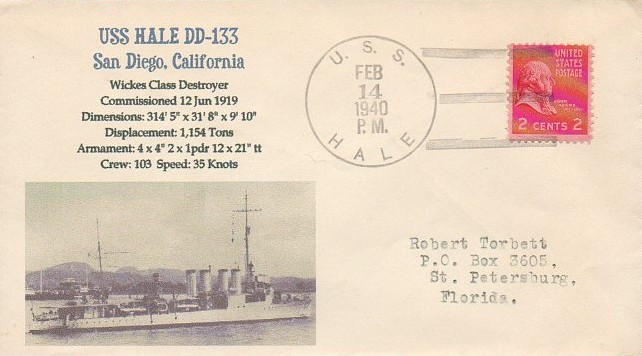 USS HALE DD-133
San Diego, California
Wickes Class Destroyer
Commissioned 12 Jun 1919
Dimensions: 314' 5" x 31' 8" x 9' 10"
Displacement: 1,154 Tons
Armament: 4 x 4" 2 x 1pdr 12 x 21" tt
Crew: 103 Speed: 35 Knots
U. S. S.
FEB
14
1940
P.M.
HALE
UNITED
STATES
POSTAGE
JOHN
ADAMS
2 CENTS 2
Robert Torbett
P.O. Box 3605,
St. Petersburg,
Florida.